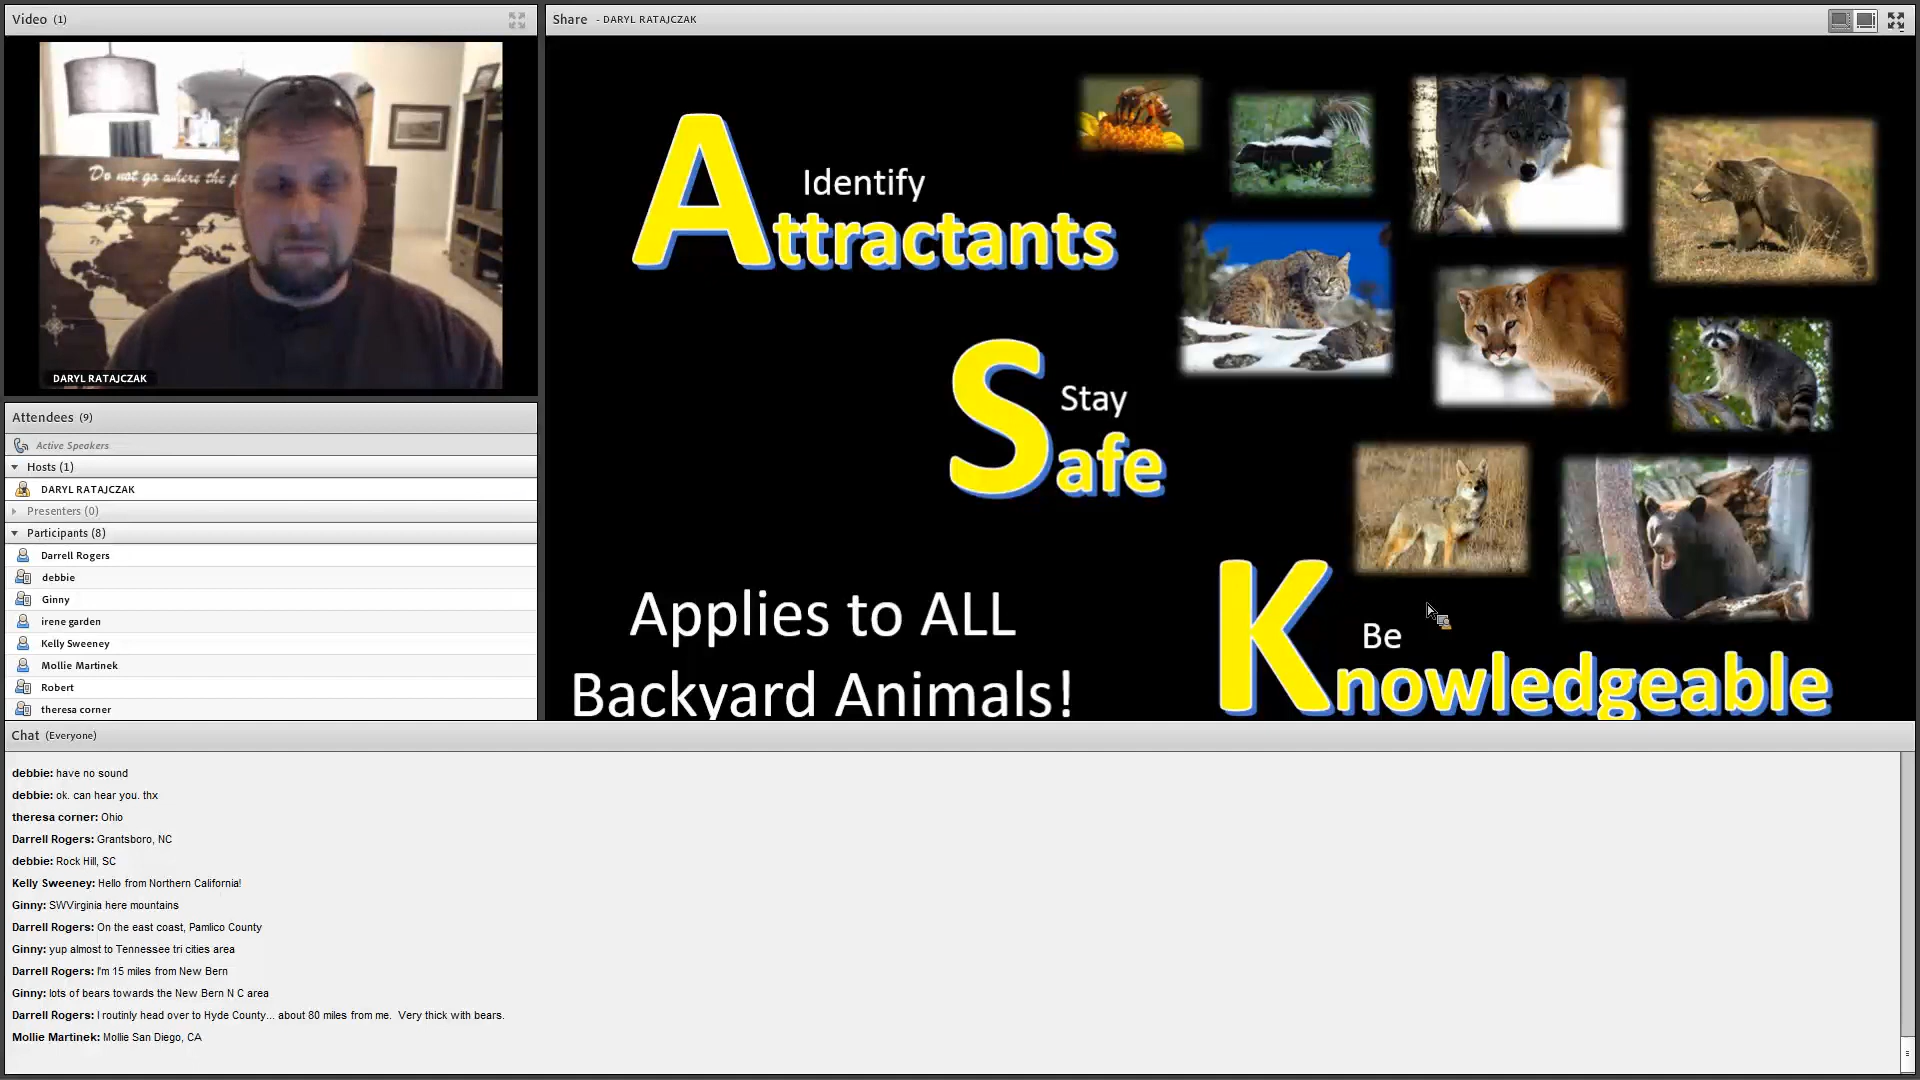 Video (1)
Do not go where the p
DARYL RATAJCZAK
Attendees (9)
Active Speakers
Hosts (1)
DARYL RATAJCZAK
Presenters (0)
Participants (8)
Darrell Rogers
debbie
Ginny
irene garden
Kelly Sweeney
Mollie Martinek
Robert
theresa corner
Share - DARYL RATAJCZAK
Identify
Attractants
Stay
Safe
Be
Knowledgeable
Applies to ALL
Backyard Animals!
Chat (Everyone)
debbie: have no sound
debbie: ok. can hear you. thx
theresa corner: Ohio
Darrell Rogers: Grantsboro, NC
debbie: Rock Hill, SC
Kelly Sweeney: Hello from Northern California!
Ginny: SWVirginia here mountains
Darrell Rogers: On the east coast, Pamlico County
Ginny: yup almost to Tennessee tri cities area
Darrell Rogers: I'm 15 miles from New Bern
Ginny: lots of bears towards the New Bern N C area
Darrell Rogers: I routinly head over to Hyde County... about 80 miles from me. Very thick with bears.
Mollie Martinek: Mollie San Diego, CA